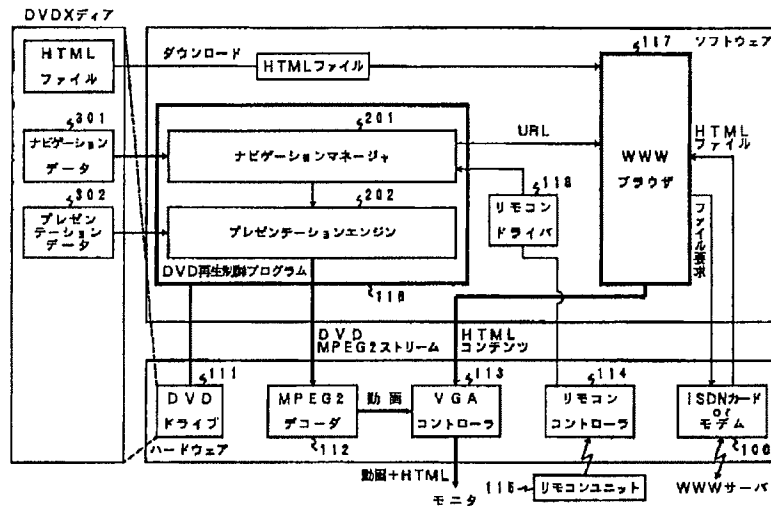 DVDXディア
HTML
ファイル
301
ナビゲーション
データ
302
プレゼン
テーション
データ
ダウンロード
HTMLファイル
117
ソフトウェア
WWW
ブラウザ
201
ナビゲーションマネージャ
202
プレゼンテーションエンジン
DVD再生制御プログラム
116
URL
HTML
ファイル
118
リモコン
ドライバ
ファイル要求
DVD
MPEG2ストリーム
HTML
コンテンツ
111
DVD
ドライブ
ハードウェア
MPEG2
デコーダ
112
動画
113
VGA
コントローラ
114
リモコン
コントローラ
ISDNカード
or
モデム
100
動画+HTML
モニタ
115
リモコンユニット
WWWサーバ